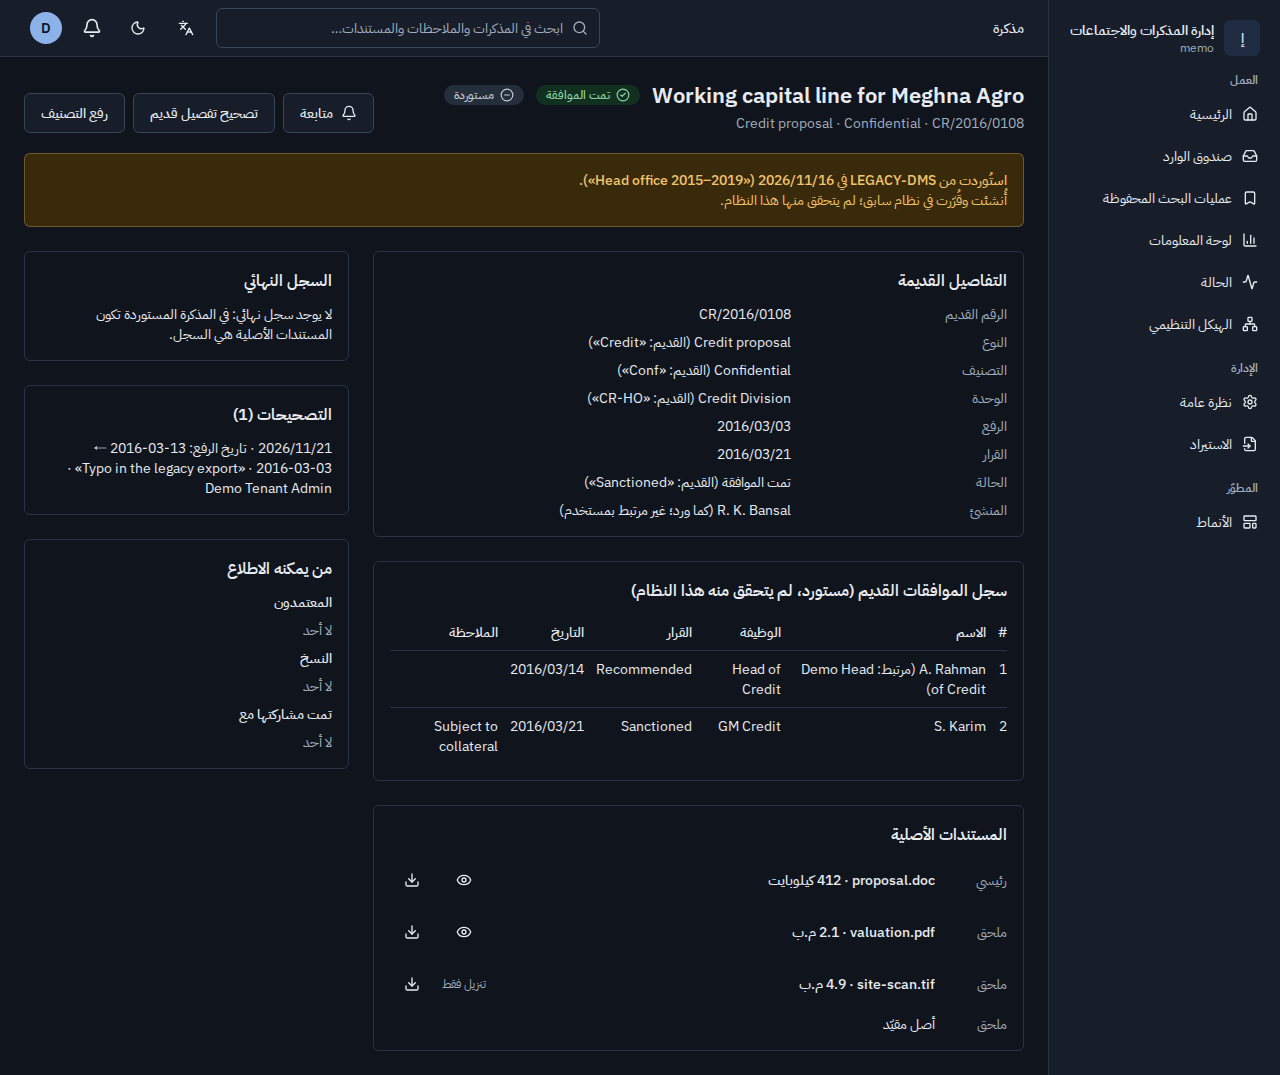 إدارة المذكرات والاجتماعات
memo
إ
العمل
الرئيسية
صندوق الوارد
عمليات البحث المحفوظة
لوحة المعلومات
الحالة
الهيكل التنظيمي
الإدارة
نظرة عامة
الاستيراد
المطوّر
الأنماط
مذكرة
ابحث في المذكرات والملاحظات والمستندات...
D
Working capital line for Meghna Agro
تمت الموافقة
مستوردة
Credit proposal · Confidential · CR/2016/0108
متابعة
تصحيح تفصيل قديم
رفع التصنيف
استُوردت من LEGACY-DMS في 2026/11/16 («Head office 2015–2019»).
أُنشئت وقُرّرت في نظام سابق؛ لم يتحقق منها هذا النظام.
التفاصيل القديمة
الرقم القديم CR/2016/0108
النوع Credit proposal (القديم: «Credit»)
التصنيف Confidential (القديم: «Conf»)
الوحدة Credit Division (القديم: «CR-HO»)
الرفع 2016/03/03
القرار 2016/03/21
الحالة تمت الموافقة (القديم: «Sanctioned»)
المنشئ R. K. Bansal (كما ورد؛ غير مرتبط بمستخدم)
سجل الموافقات القديم (مستورد، لم يتحقق منه هذا النظام)
# الاسم الوظيفة القرار التاريخ الملاحظة
1 A. Rahman (مرتبط: Demo Head of Credit) Head of Credit Recommended 2016/03/14
2 S. Karim GM Credit Sanctioned 2016/03/21 Subject to collateral
المستندات الأصلية
رئيسي proposal.doc · 412 كيلوبايت
ملحق valuation.pdf · 2.1 م.ب
ملحق site-scan.tif · 4.9 م.ب تنزيل فقط
ملحق أصل مقيّد
السجل النهائي
لا يوجد سجل نهائي: في المذكرة المستوردة تكون
المستندات الأصلية هي السجل.
التصحيحات (1)
2026/11/21 · تاريخ الرفع: 2016-03-13 ←
2016-03-03 · «Typo in the legacy export» ·
Demo Tenant Admin
من يمكنه الاطلاع
المعتمدون
لا أحد
النسخ
لا أحد
تمت مشاركتها مع
لا أحد